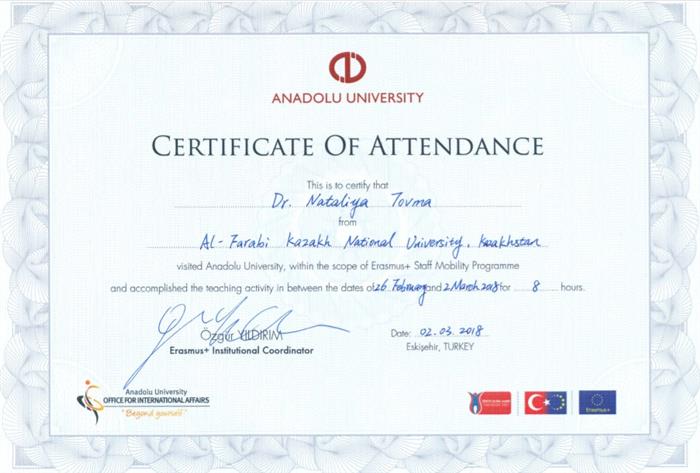 ANADOLU UNIVERSITY
CERTIFICATE OF ATTENDANCE
This is to certify that
Dr. Nataliya Tovma
from
Al-Farabi Kazakh National University, Kazakhstan
visited Anadolu University, within the scope of Erasmus+ Staff Mobility Programme
and accomplished the teaching activity in between the dates of 26 February and 2 March 2018 for 8 hours.
Özgür YILDIRIM
Erasmus+ Institutional Coordinator
Date: 02.03.2018
Eskişehir, TURKEY
Anadolu University
OFFICE FOR INTERNATIONAL AFFAIRS
"Beyond yourself"
Erasmus+